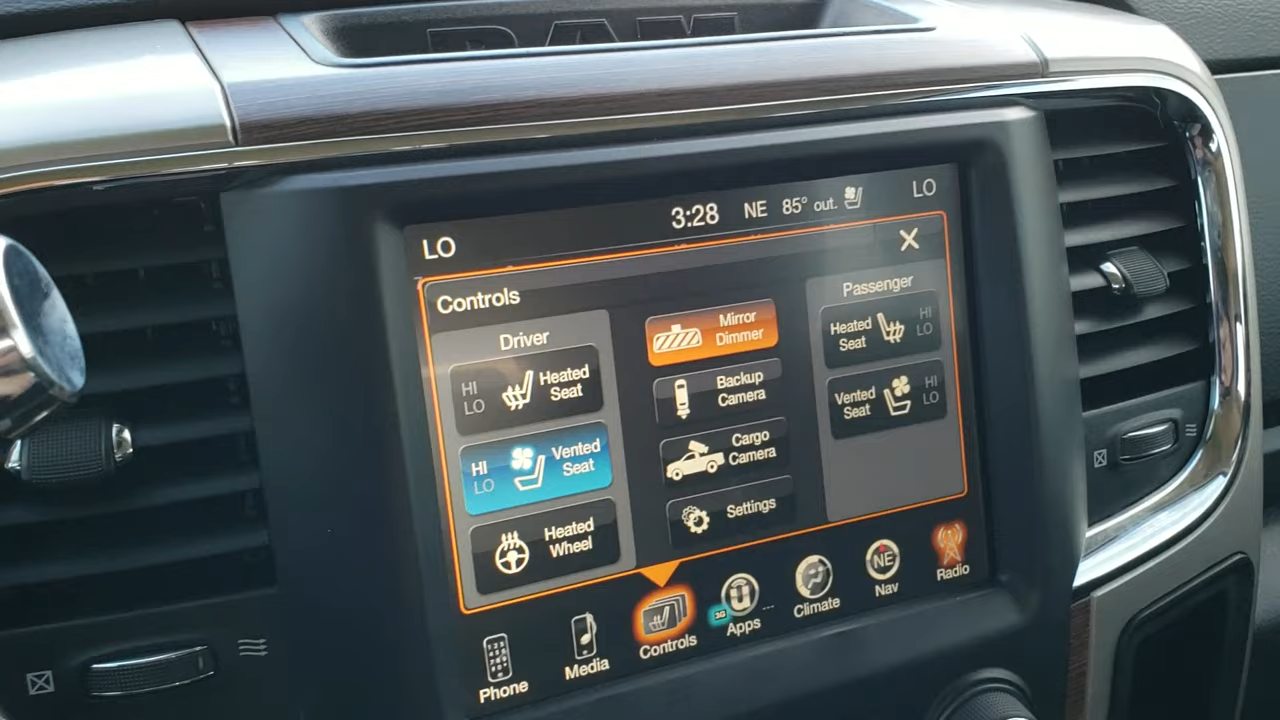 RAM
LO
3:28
NE
85° out.
LO
Controls
Driver
HI
LO
Heated
Seat
HI
LO
Vented
Seat
Heated
Wheel
Mirror
Dimmer
Backup
Camera
Cargo
Camera
Settings
Passenger
Heated
Seat
HI
LO
Vented
Seat
HI
LO
Phone
Media
Controls
3G
Apps
Climate
NE
Nav
Radio